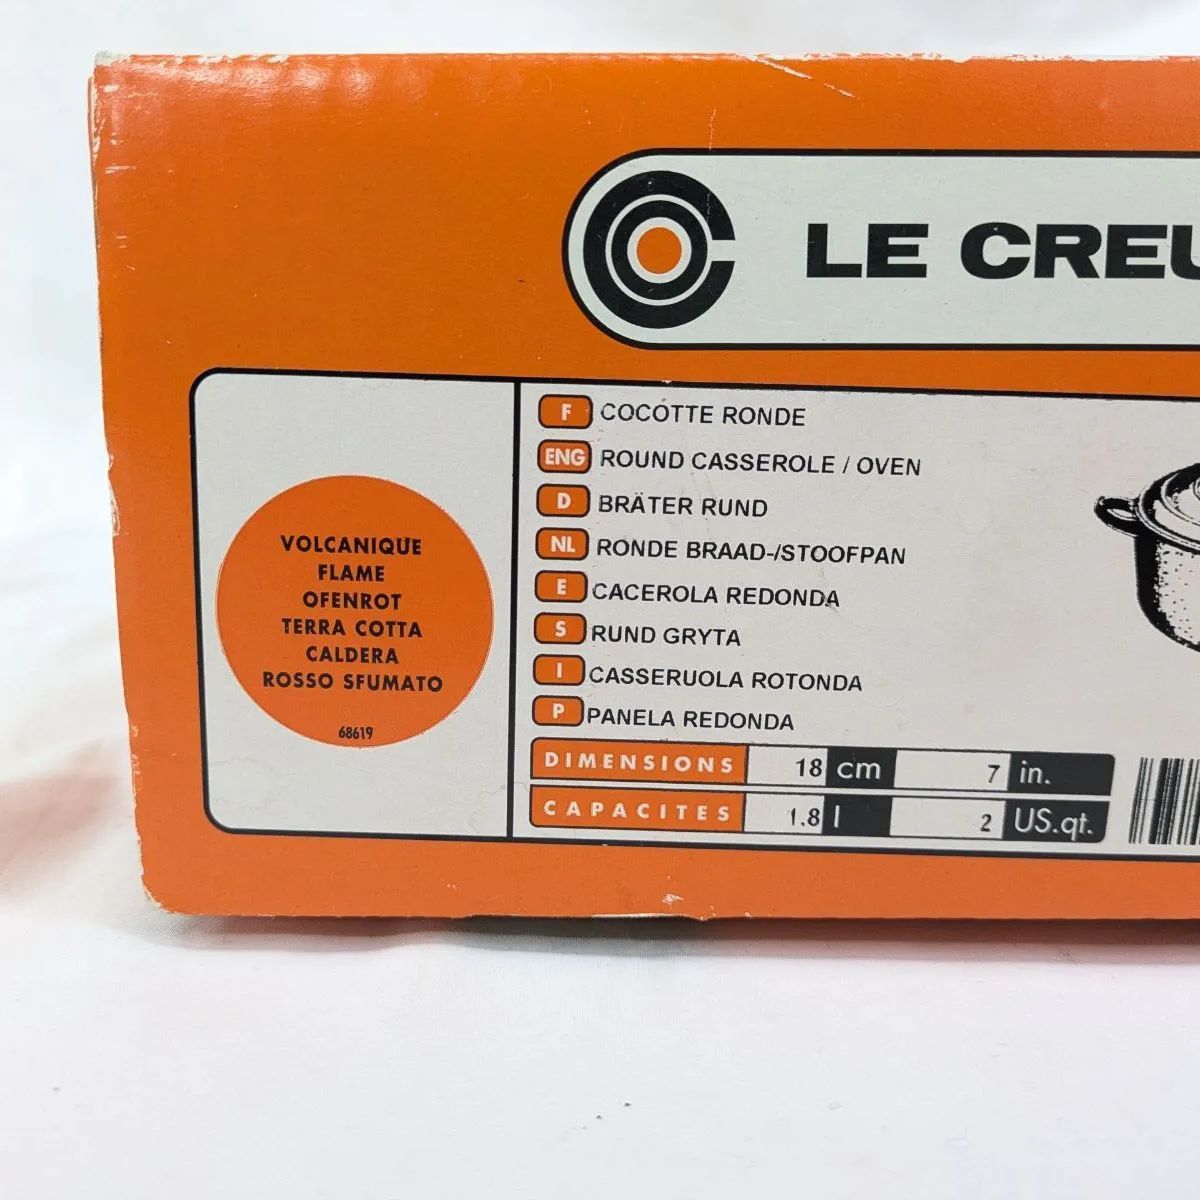 LE CREU
VOLCANIQUE
FLAME
OFENROT
TERRA COTTA
CALDERA
ROSSO SFUMATO
68619
F COCOTTE RONDE
ENG ROUND CASSEROLE / OVEN
D BRÄTER RUND
NL RONDE BRAAD-/STOOFPAN
E CACEROLA REDONDA
S RUND GRYTA
I CASSERUOLA ROTONDA
P PANELA REDONDA
DIMENSIONS 18 cm 7 in.
CAPACITES 1.8 l 2 US.qt.